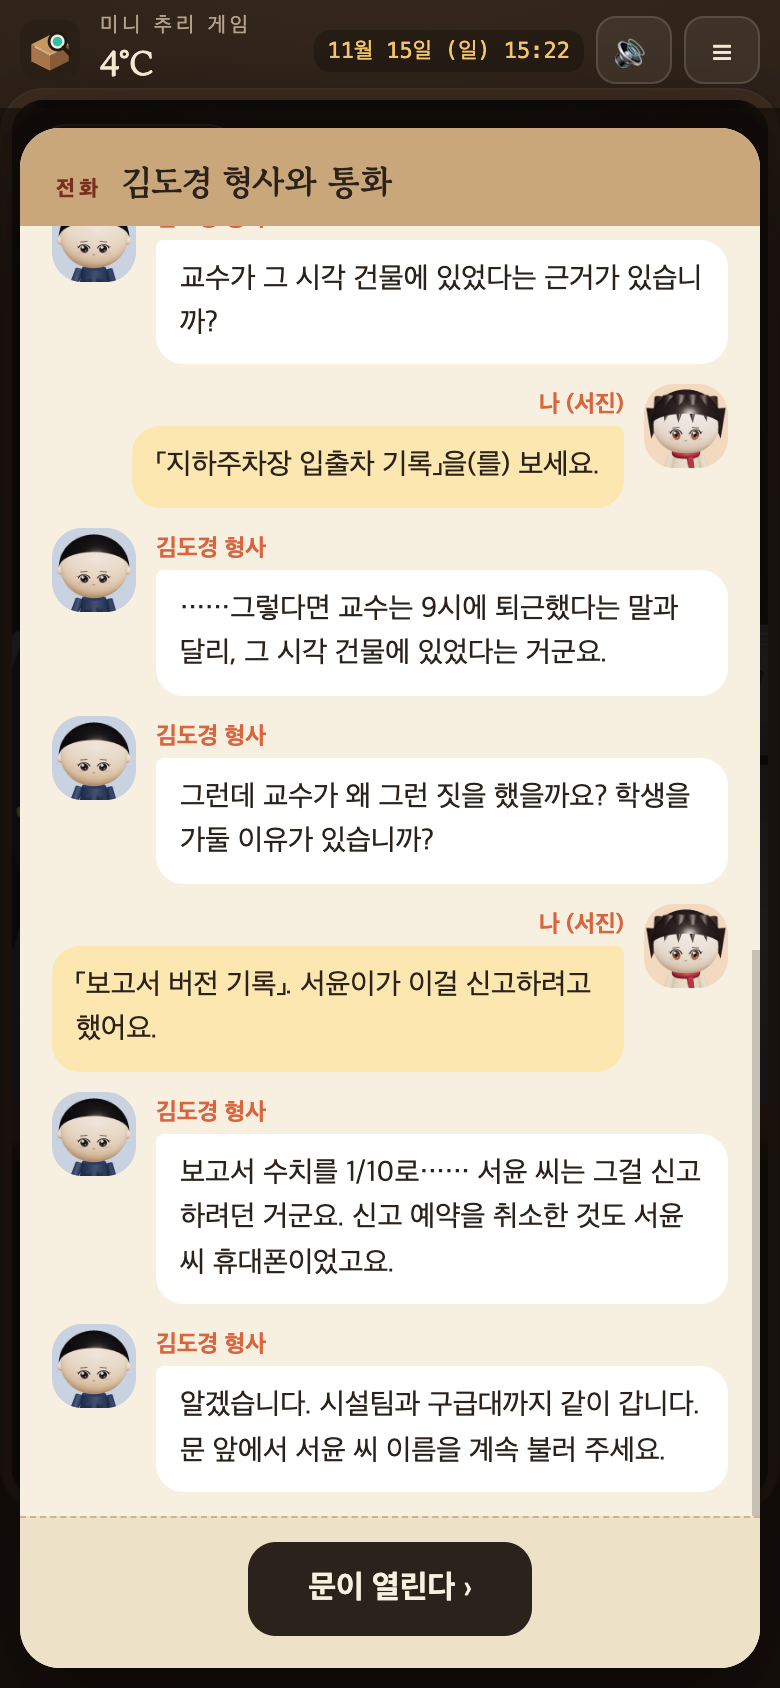 미니 추리 게임
4℃
11월 15일 (일) 15:22
전화 김도경 형사와 통화
교수가 그 시각 건물에 있었다는 근거가 있습니
까?
나 (서진)
「지하주차장 입출차 기록」을(를) 보세요.
김도경 형사
……그렇다면 교수는 9시에 퇴근했다는 말과
달리, 그 시각 건물에 있었다는 거군요.
김도경 형사
그런데 교수가 왜 그런 짓을 했을까요? 학생을
가둘 이유가 있습니까?
나 (서진)
「보고서 버전 기록」. 서윤이가 이걸 신고하려고
했어요.
김도경 형사
보고서 수치를 1/10로…… 서윤 씨는 그걸 신고
하려던 거군요. 신고 예약을 취소한 것도 서윤
씨 휴대폰이었고요.
김도경 형사
알겠습니다. 시설팀과 구급대까지 같이 갑니다.
문 앞에서 서윤 씨 이름을 계속 불러 주세요.
문이 열린다 ›